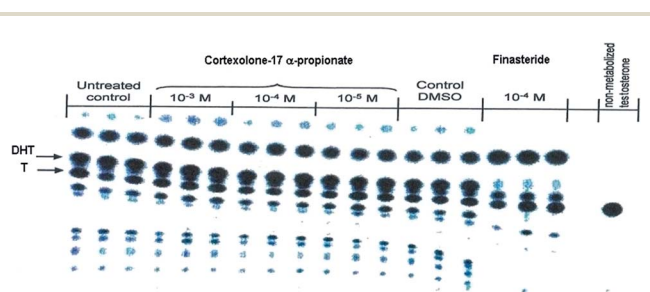 Cortexolone-17 α-propionate
Finasteride
non-metabolized
testosterone
Untreated
control
10⁻³ M
10⁻⁴ M
10⁻⁵ M
Control
DMSO
10⁻⁴ M
DHT
T